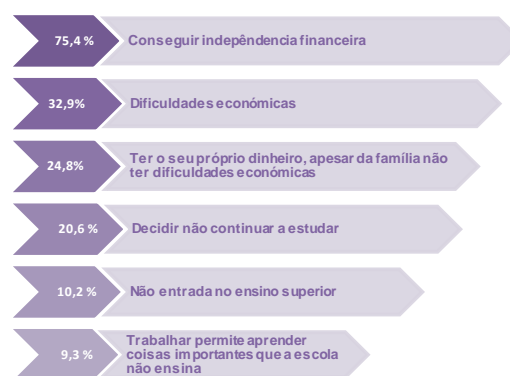 75,4 % Conseguir indepêndencia financeira
32,9% Dificuldades económicas
24,8% Ter o seu próprio dinheiro, apesar da família não
ter dificuldades económicas
20,6 % Decidir não continuar a estudar
10,2 % Não entrada no ensino superior
9,3 % Trabalhar permite aprender
coisas importantes que a escola
não ensina